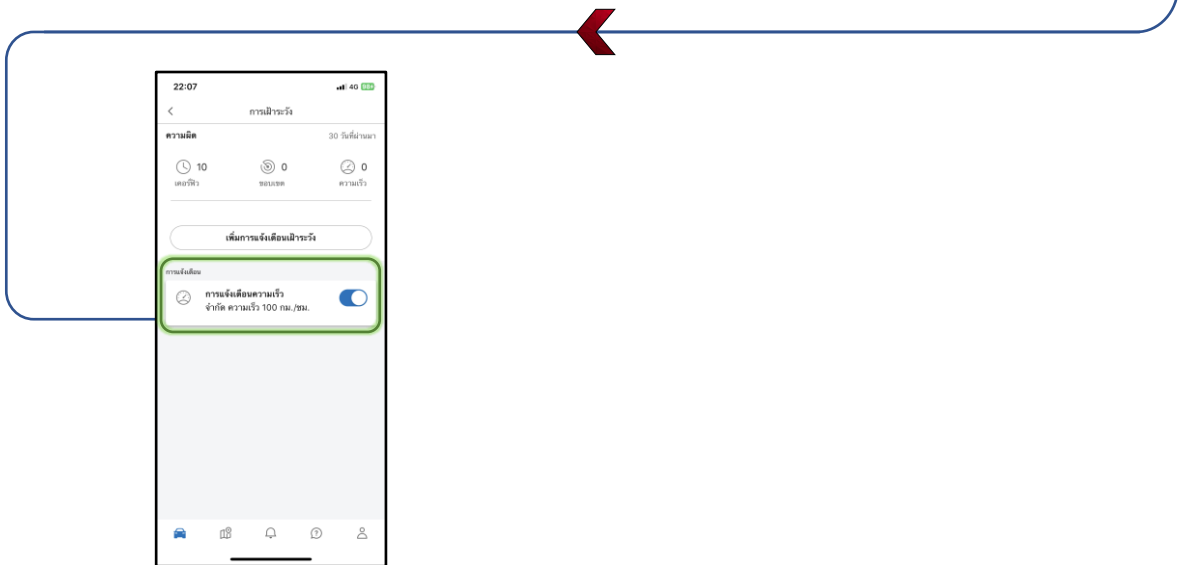 22:07 40 88+
การเฝ้าระวัง
ความผิด 30 วันที่ผ่านมา
10 0 0
เคอร์ฟิว ขอบเขต ความเร็ว
เพิ่มการแจ้งเตือนเฝ้าระวัง
การแจ้งเตือน
การแจ้งเตือนความเร็ว
จำกัด ความเร็ว 100 กม./ชม.